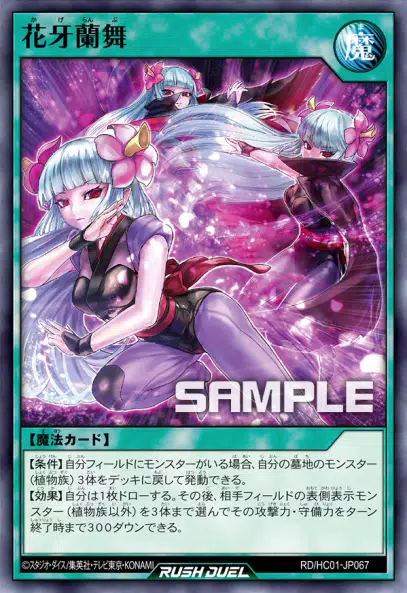 かげらんぶ
花牙蘭舞
魔
SAMPLE
【魔法カード】
【条件】自分フィールドにモンスターがいる場合、自分の墓地のモンスター
（植物族）3体をデッキに戻して発動できる。
【効果】自分は1枚ドローする。その後、相手フィールドの表側表示モン
スター（植物族以外）を3体まで選んでその攻撃力・守備力をターン
終了時まで300ダウンできる。
©スタジオ・ダイス/集英社・テレビ東京・KONAMI
RUSH DUEL
RD/HC01-JP067